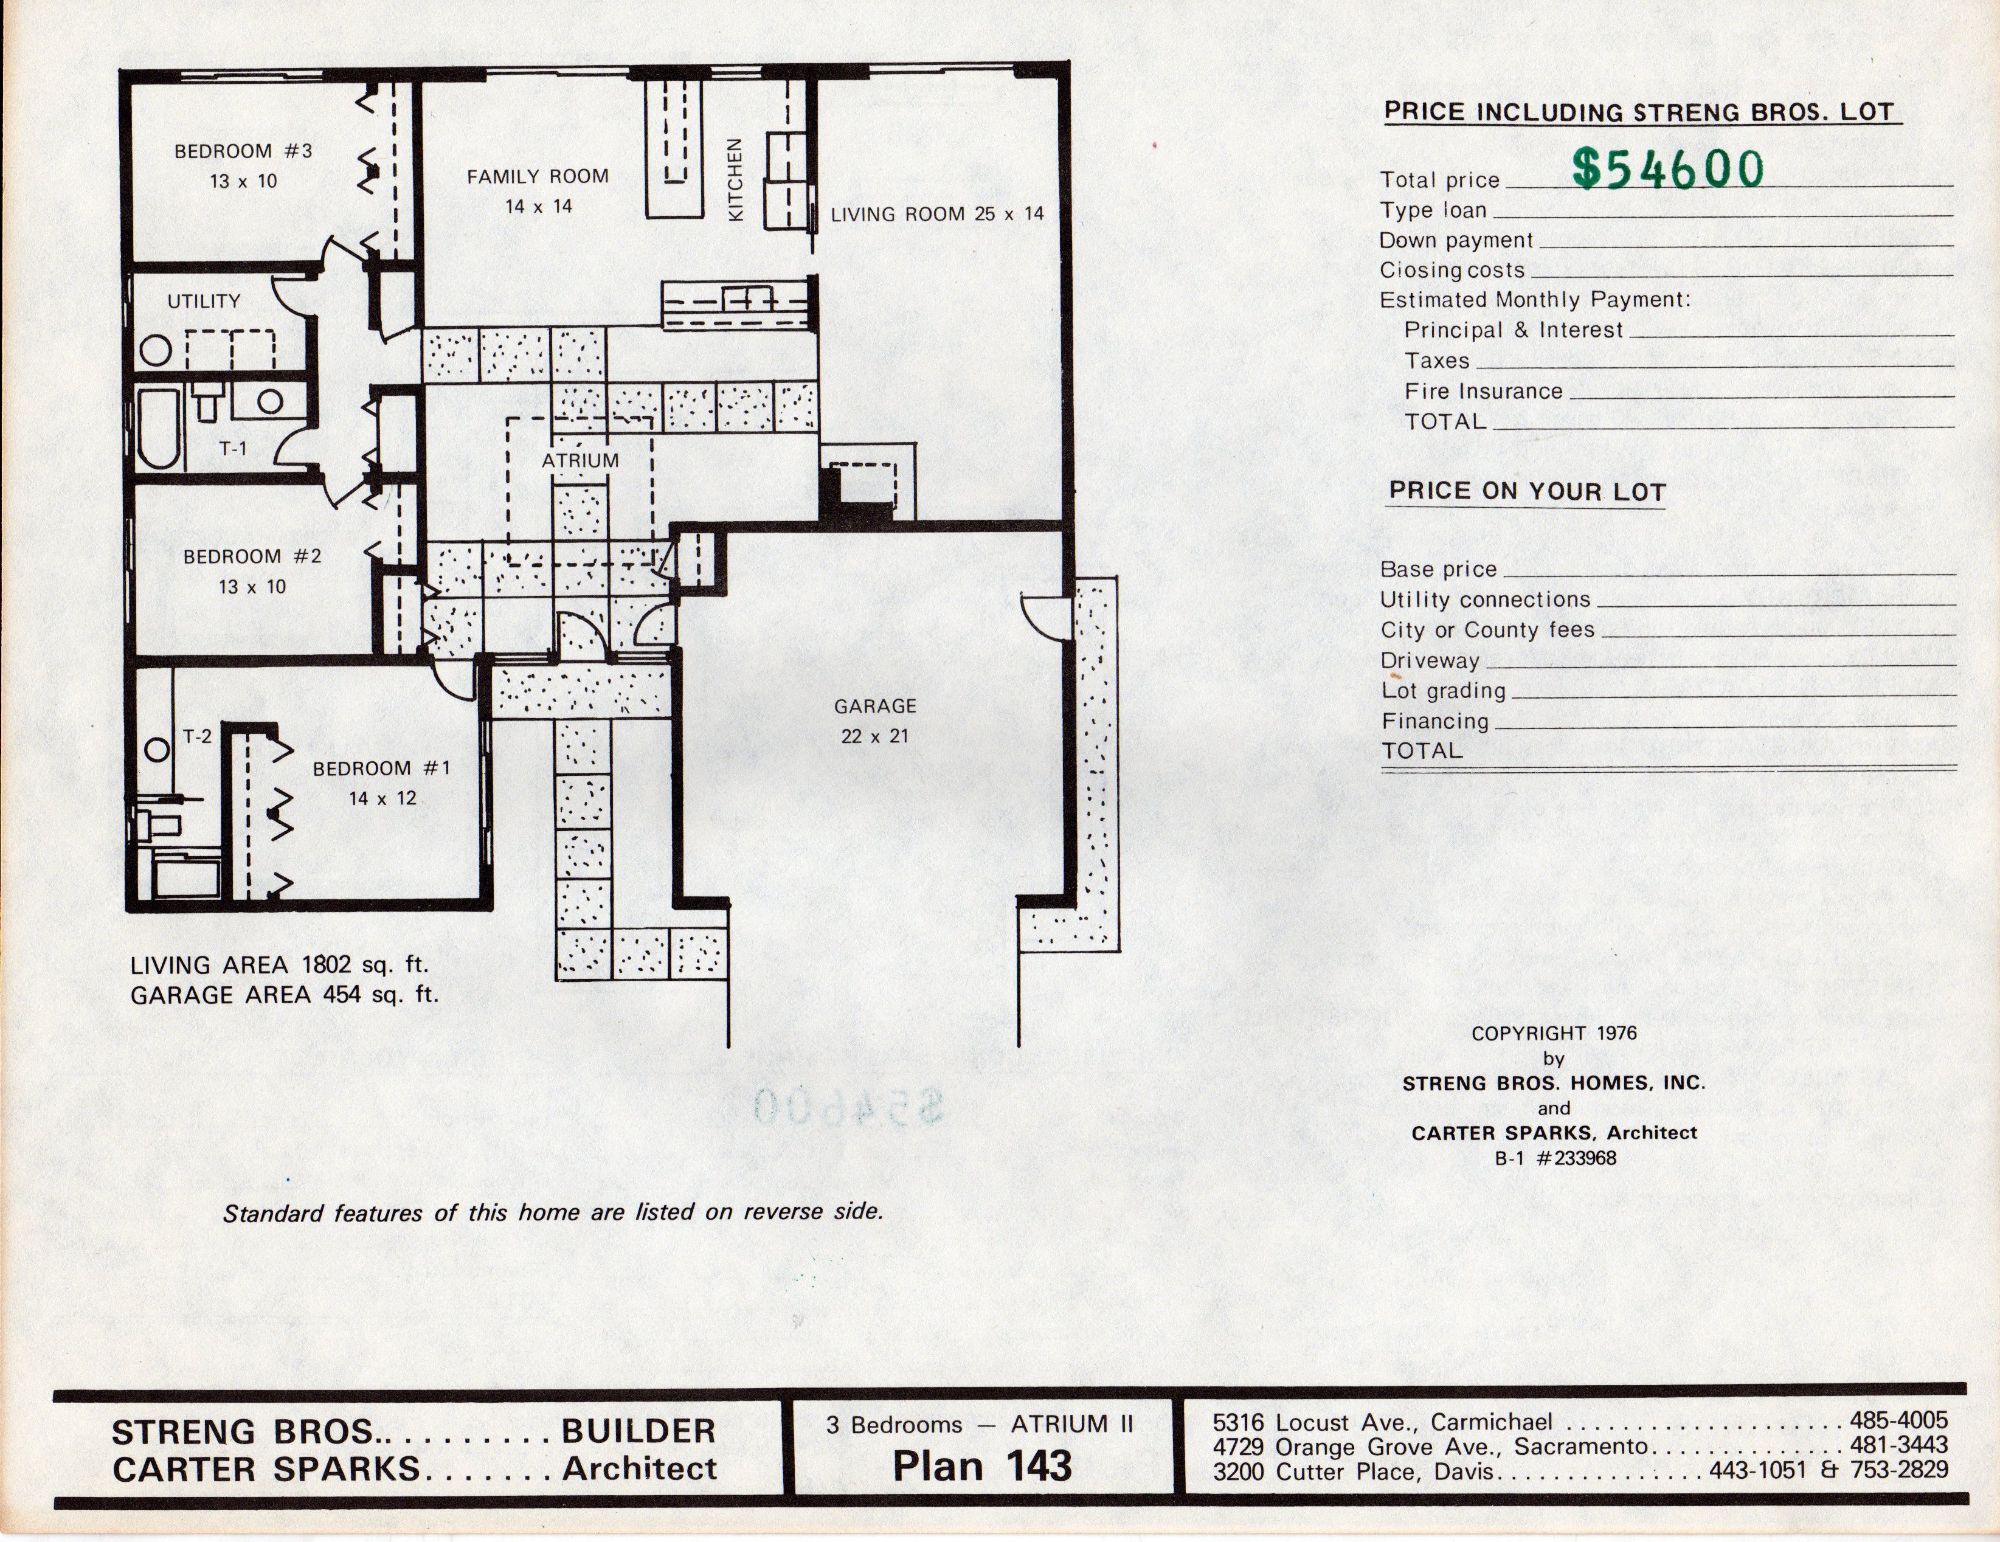 BEDROOM #3
13 x 10
FAMILY ROOM
14 x 14
KITCHEN
LIVING ROOM 25 x 14
UTILITY
T-1
ATRIUM
BEDROOM #2
13 x 10
T-2
BEDROOM #1
14 x 12
GARAGE
22 x 21
LIVING AREA 1802 sq. ft.
GARAGE AREA 454 sq. ft.
$54600
Standard features of this home are listed on reverse side.
PRICE INCLUDING STRENG BROS. LOT
Total price $54600
Type loan
Down payment
Closing costs
Estimated Monthly Payment:
Principal & Interest
Taxes
Fire Insurance
TOTAL
PRICE ON YOUR LOT
Base price
Utility connections
City or County fees
Driveway
Lot grading
Financing
TOTAL
COPYRIGHT 1976
by
STRENG BROS. HOMES, INC.
and
CARTER SPARKS, Architect
B-1 #233968
STRENG BROS.. . . . . . . . . . BUILDER
CARTER SPARKS. . . . . . . Architect
3 Bedrooms — ATRIUM II
Plan 143
5316 Locust Ave., Carmichael . . . . . . . . . . . . . . . . . . . . 485-4005
4729 Orange Grove Ave., Sacramento. . . . . . . . . . . . . . 481-3443
3200 Cutter Place, Davis. . . . . . . . . . . . . . . 443-1051 & 753-2829